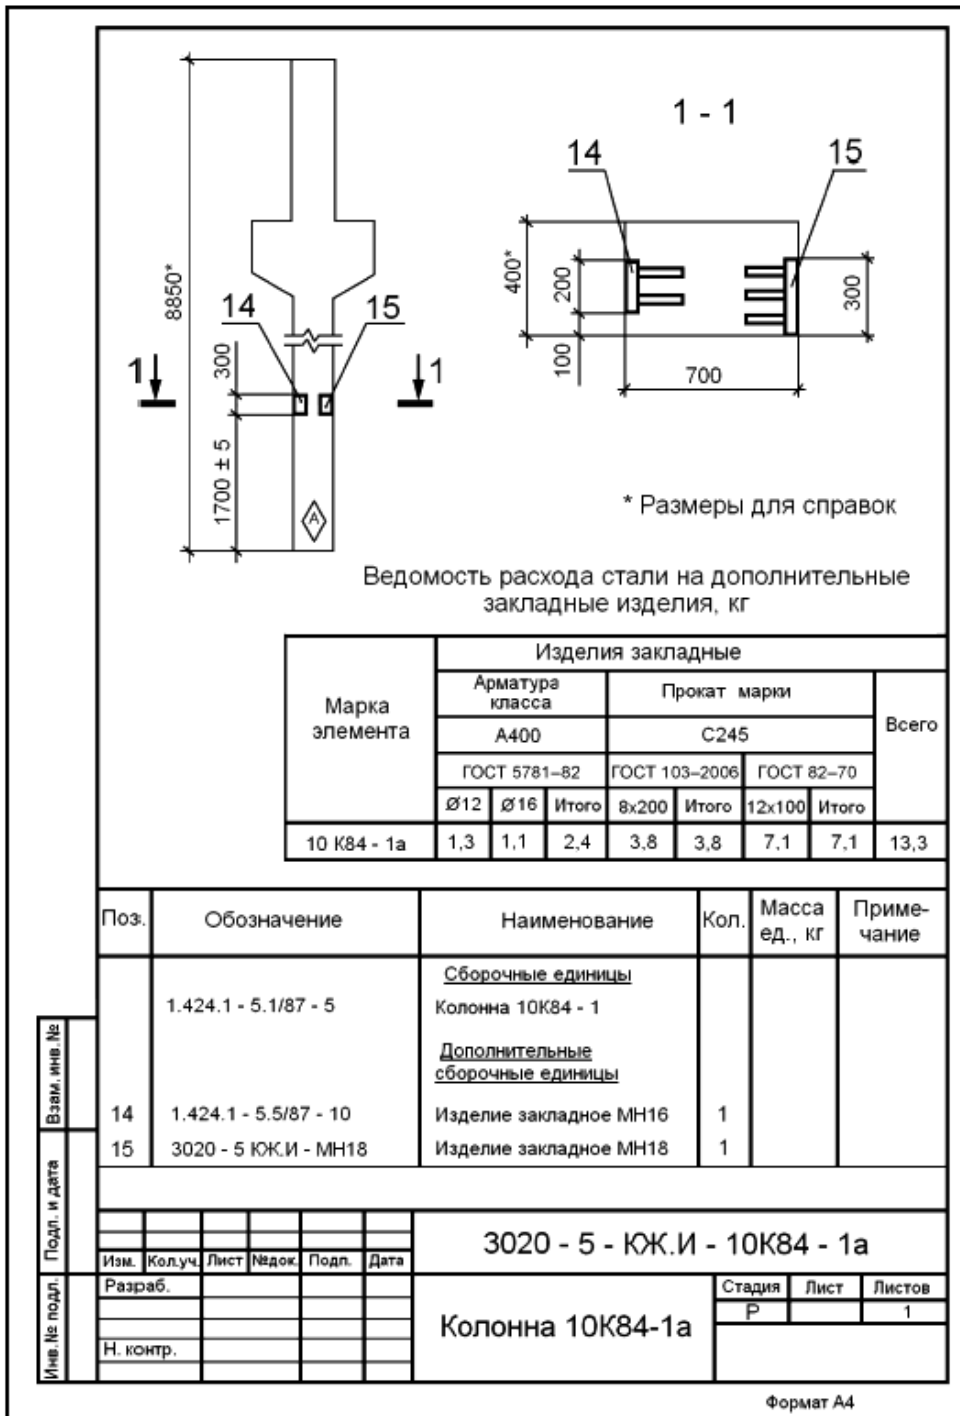 1 - 1
14
15
8850*
400*
200
300
100
700
14
15
300
1
1
1700 ± 5
А
* Размеры для справок
Ведомость расхода стали на дополнительные
закладные изделия, кг
Марка
элемента
Изделия закладные
Арматура
класса
Прокат марки
Всего
А400
С245
ГОСТ 5781–82
ГОСТ 103–2006
ГОСТ 82–70
Ø12
Ø16
Итого
8х200
Итого
12х100
Итого
10 К84 - 1а
1,3
1,1
2,4
3,8
3,8
7,1
7,1
13,3
Поз.
Обозначение
Наименование
Кол.
Масса
ед., кг
Приме-
чание
Сборочные единицы
1.424.1 - 5.1/87 - 5
Колонна 10К84 - 1
Дополнительные
сборочные единицы
14
1.424.1 - 5.5/87 - 10
Изделие закладное МН16
1
15
3020 - 5 КЖ.И - МН18
Изделие закладное МН18
1
Взам. инв.№
Подп. и дата
Инв.№ подл.
Изм.
Кол.уч.
Лист
№док.
Подп.
Дата
3020 - 5 - КЖ.И - 10К84 - 1а
Разраб.
Н. контр.
Колонна 10К84-1а
Стадия
Лист
Листов
Р
1
Формат А4